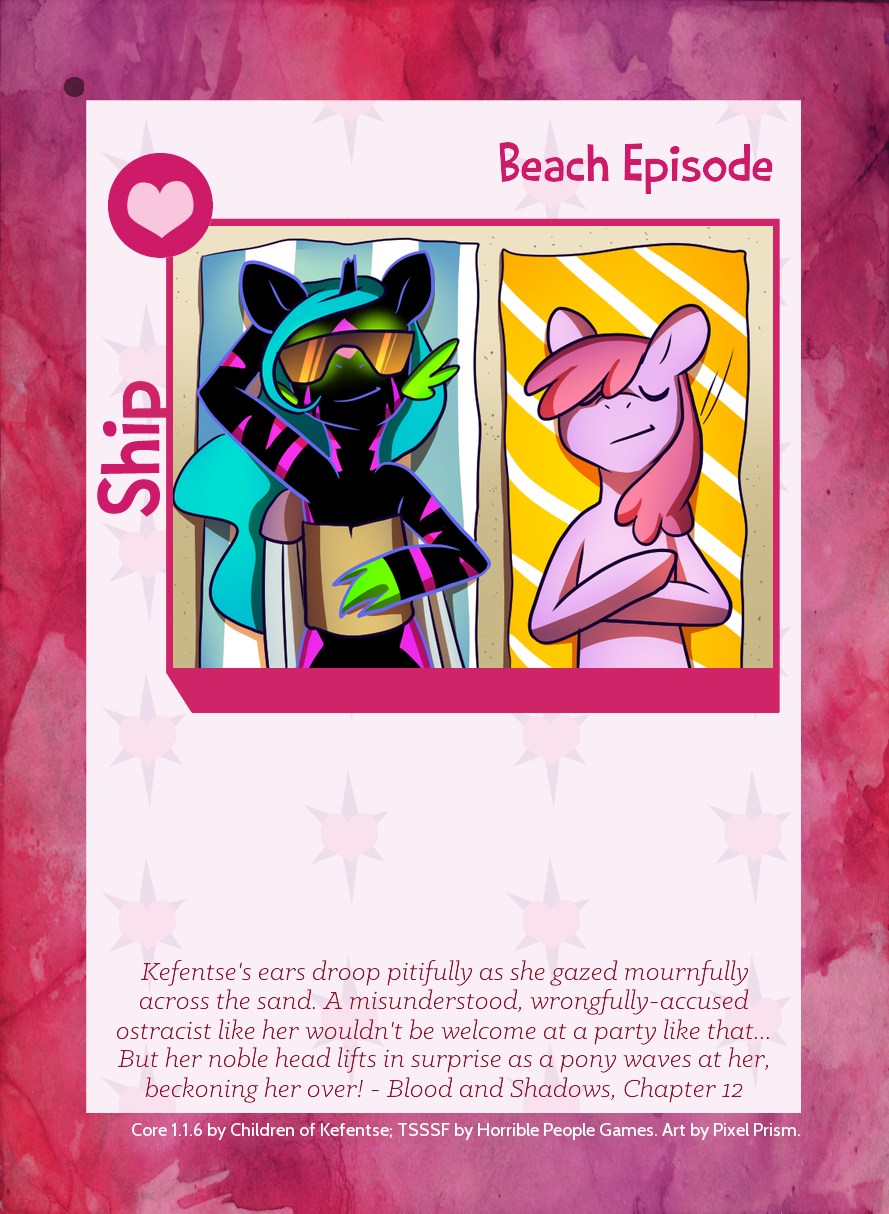 Beach Episode
Ship
Kefentse's ears droop pitifully as she gazed mournfully
across the sand. A misunderstood, wrongfully-accused
ostracist like her wouldn't be welcome at a party like that...
But her noble head lifts in surprise as a pony waves at her,
beckoning her over! - Blood and Shadows, Chapter 12
Core 1.1.6 by Children of Kefentse; TSSSF by Horrible People Games. Art by Pixel Prism.